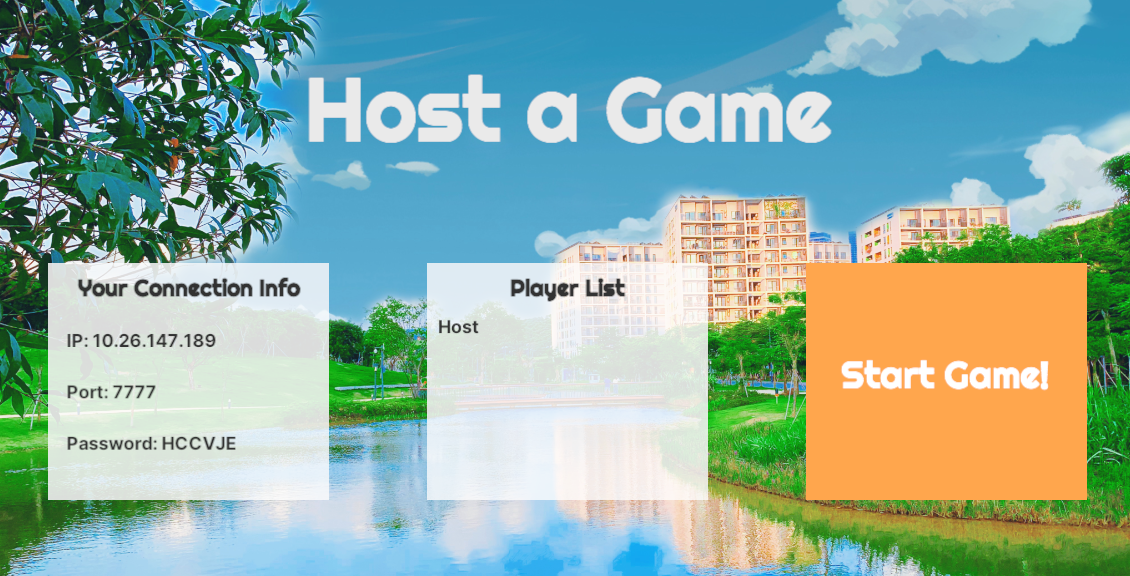 Host a Game
Your Connection Info
IP: 10.26.147.189
Port: 7777
Password: HCCVJE
Player List
Host
Start Game!